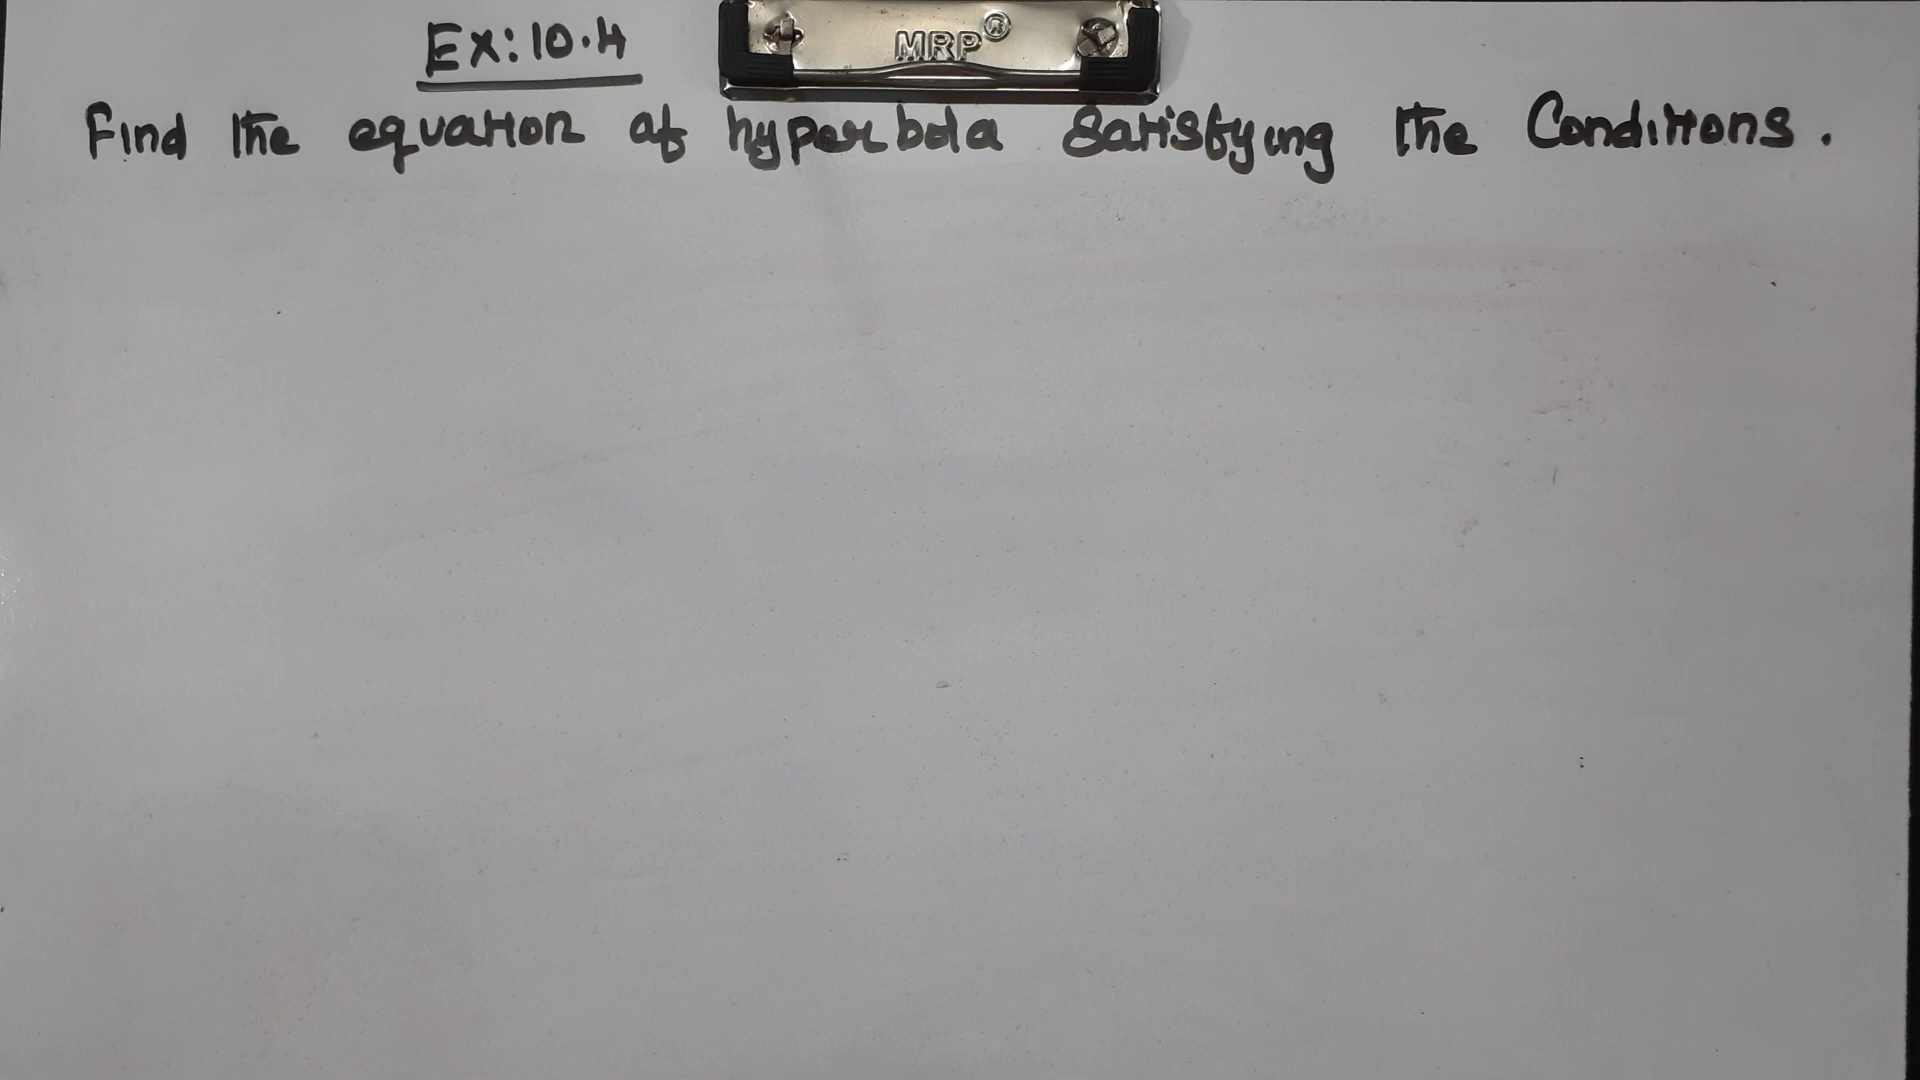 Ex: 10.4
MRP®
Find the equation of hyperbola satisfying the Conditions.